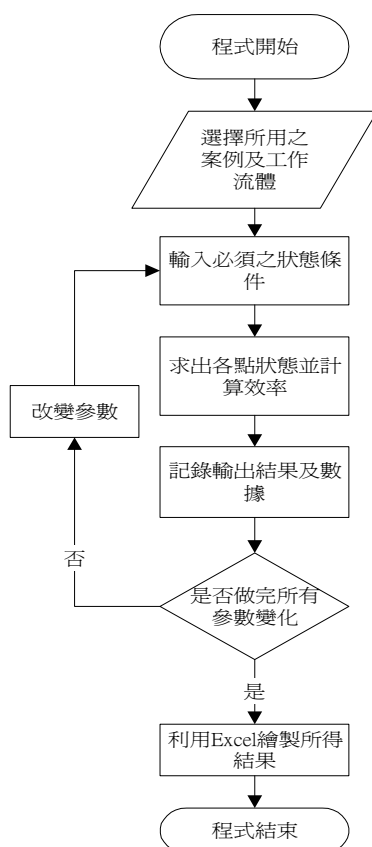 程式開始
選擇所用之
案例及工作
流體
輸入必須之狀態條
件
求出各點狀態並計
算效率
改變參數
記錄輸出結果及數
據
否
是否做完所有
參數變化
是
利用Excel繪製所得
結果
程式結束